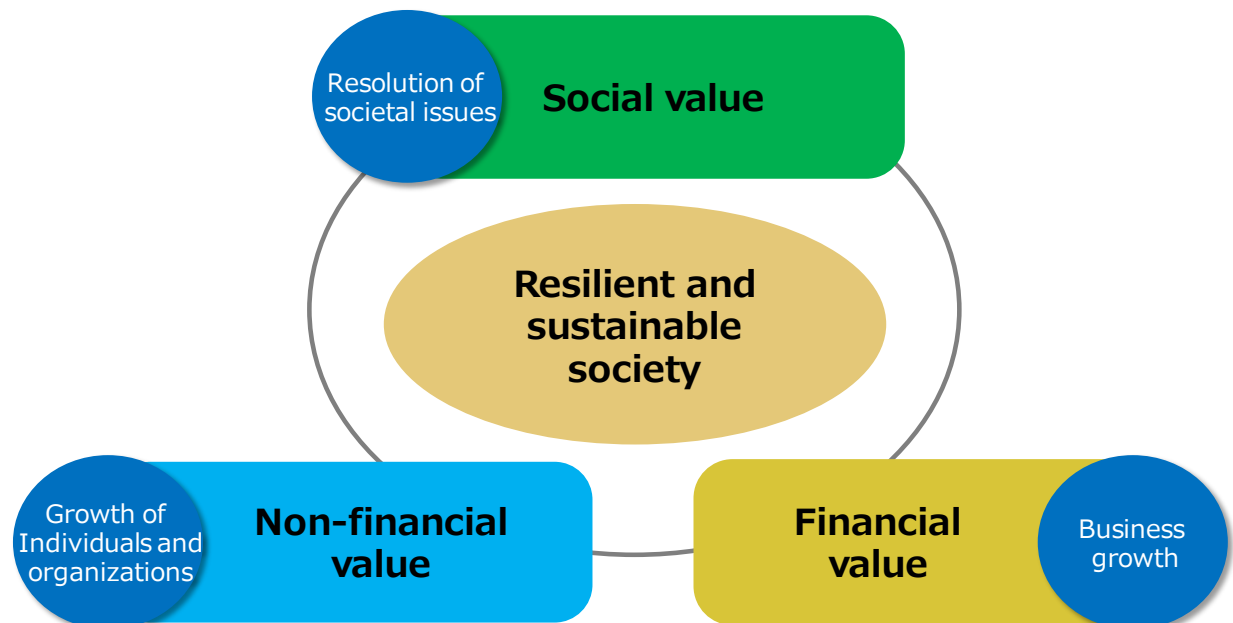 Resolution of
societal issues
Social value
Resilient and
sustainable
society
Growth of
Individuals and
organizations
Non-financial
value
Financial
value
Business
growth